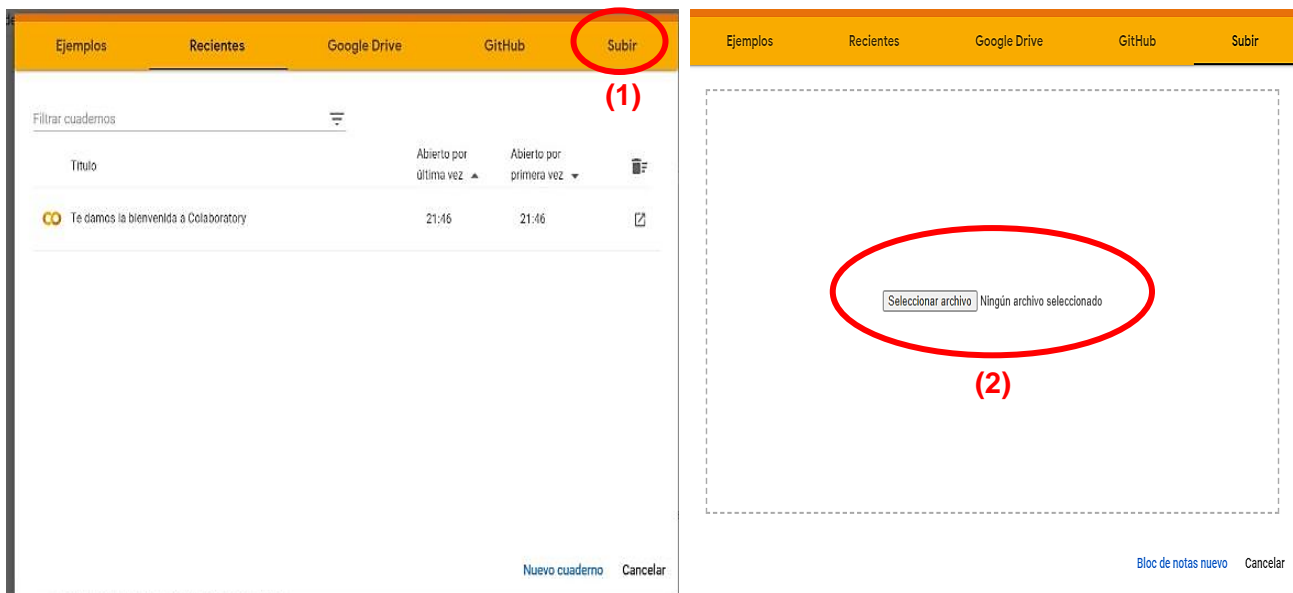 Ejemplos Recientes Google Drive GitHub Subir
(1)
Filtrar cuadernos
Título Abierto por última vez Abierto por primera vez
CO Te damos la bienvenida a Colaboratory 21:46 21:46
Nuevo cuaderno Cancelar
Ejemplos Recientes Google Drive GitHub Subir
Seleccionar archivo Ningún archivo seleccionado
(2)
Bloc de notas nuevo Cancelar